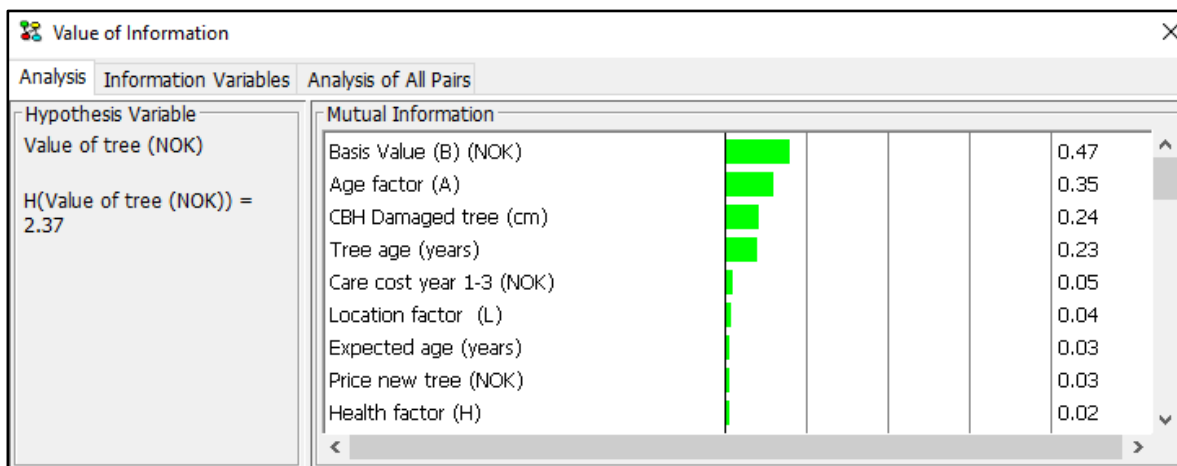 Value of Information
Analysis Information Variables Analysis of All Pairs
Hypothesis Variable
Value of tree (NOK)
H(Value of tree (NOK)) =
2.37
Mutual Information
Basis Value (B) (NOK) 0.47
Age factor (A) 0.35
CBH Damaged tree (cm) 0.24
Tree age (years) 0.23
Care cost year 1-3 (NOK) 0.05
Location factor  (L) 0.04
Expected age (years) 0.03
Price new tree (NOK) 0.03
Health factor (H) 0.02